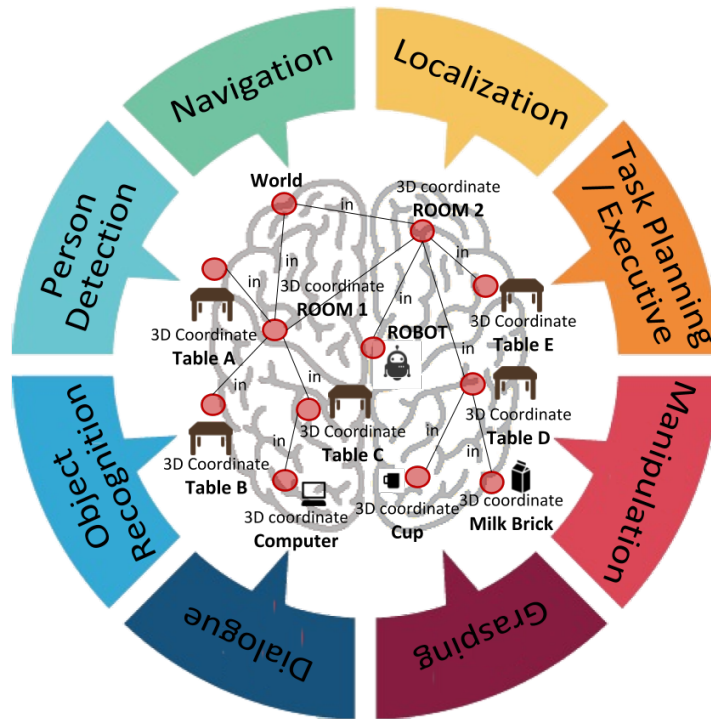 Navigation
Localization
Person
Detection
Task Planning
/ Executive
Object
Recognition
Manipulation
Dialogue
Grasping
World
in
3D coordinate
ROOM 2
in
in
in
3D coordinate
ROOM 1
in
ROBOT
3D Coordinate
Table A
3D Coordinate
Table E
in
in
in
3D Coordinate
Table C
3D Coordinate
Table D
in
in
in
3D Coordinate
Table B
3D coordinate
Computer
3D coordinate
Cup
3D coordinate
Milk Brick